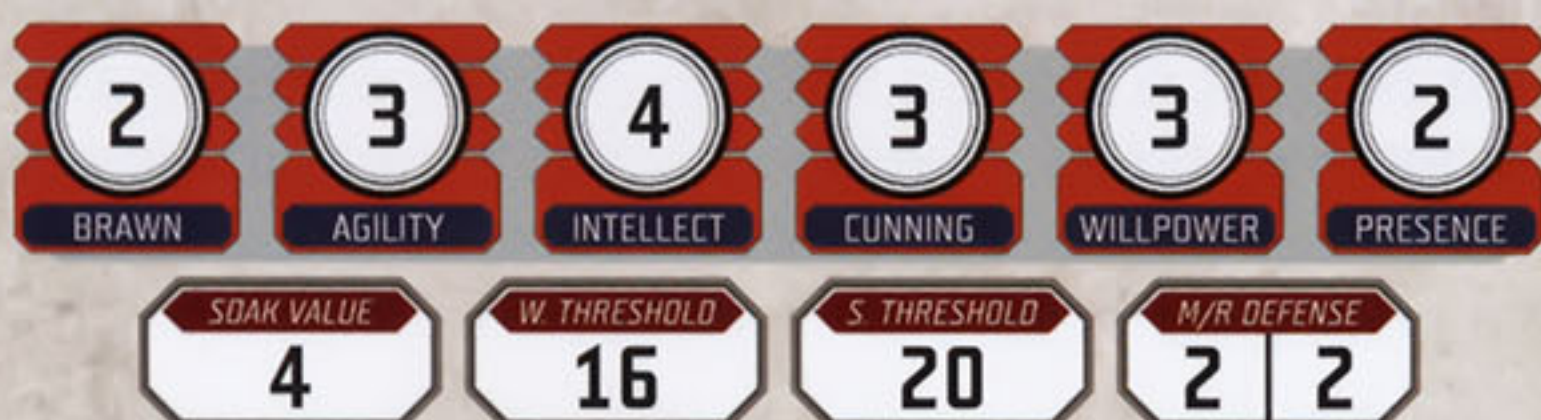 2 3 4 3 3 2
BRAWN AGILITY INTELLECT CUNNING WILLPOWER PRESENCE
SOAK VALUE W. THRESHOLD S. THRESHOLD M/R DEFENSE
4 16 20 2 2